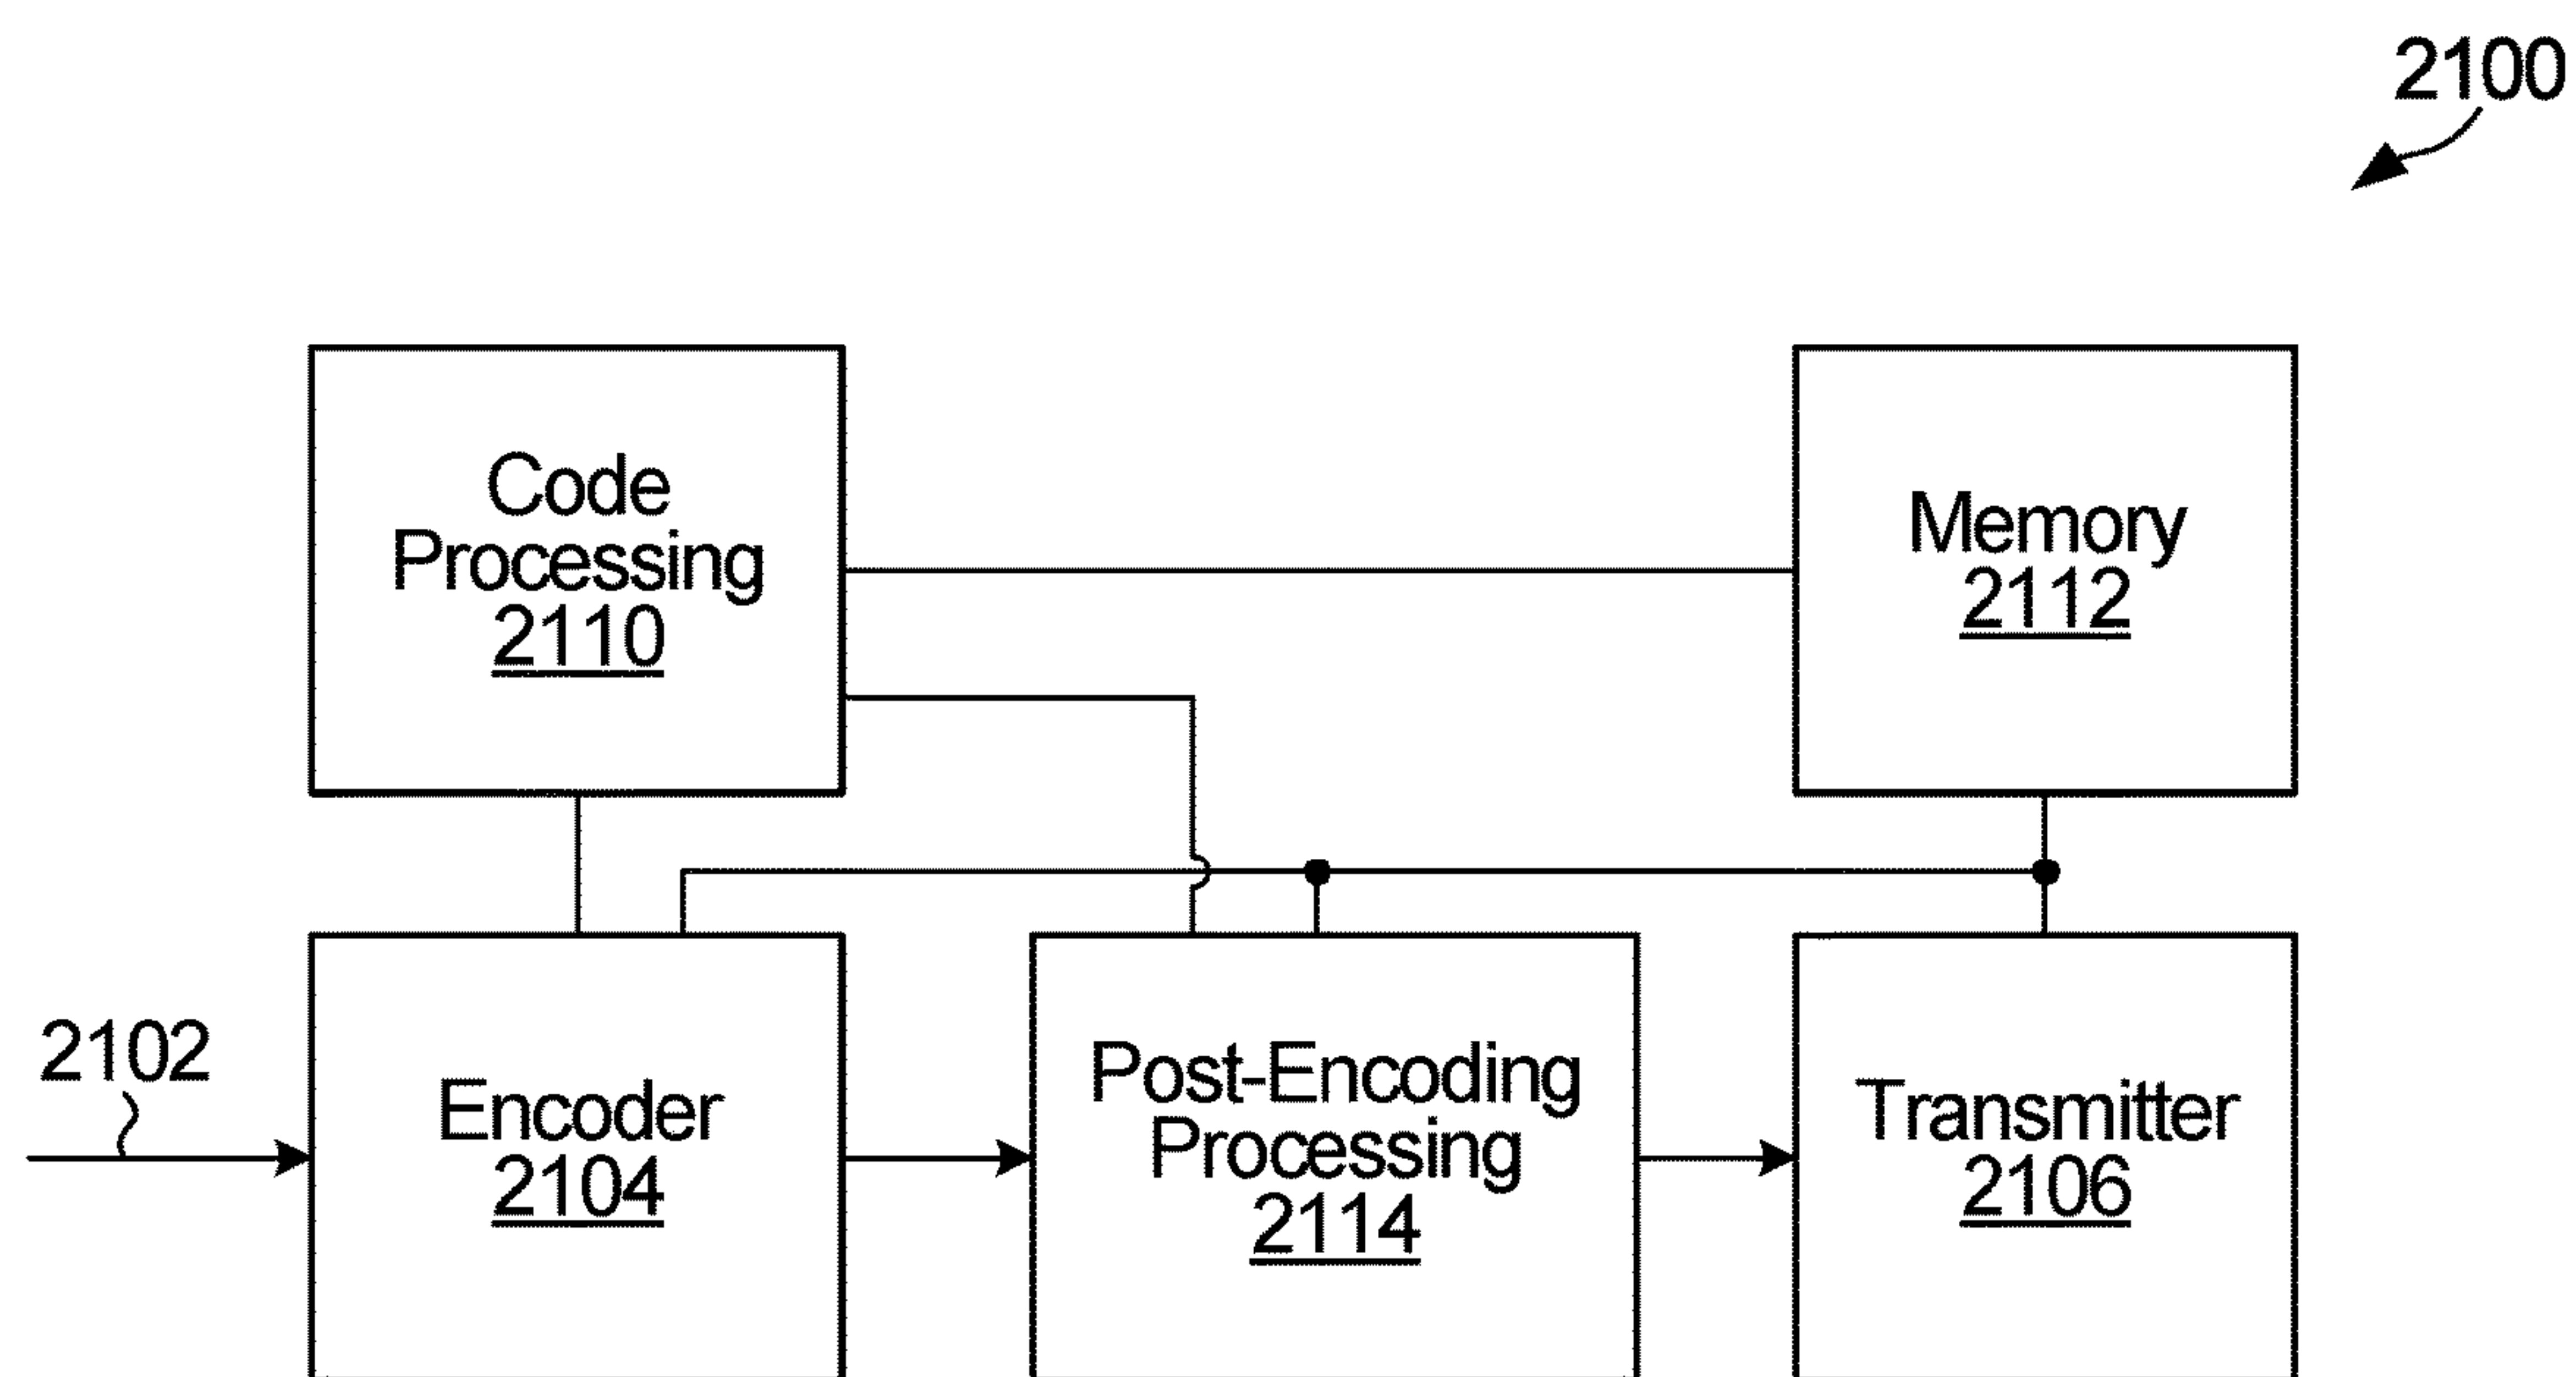 2100
Code
Processing
2110
Memory
2112
2102
Encoder
2104
Post-Encoding
Processing
2114
Transmitter
2106